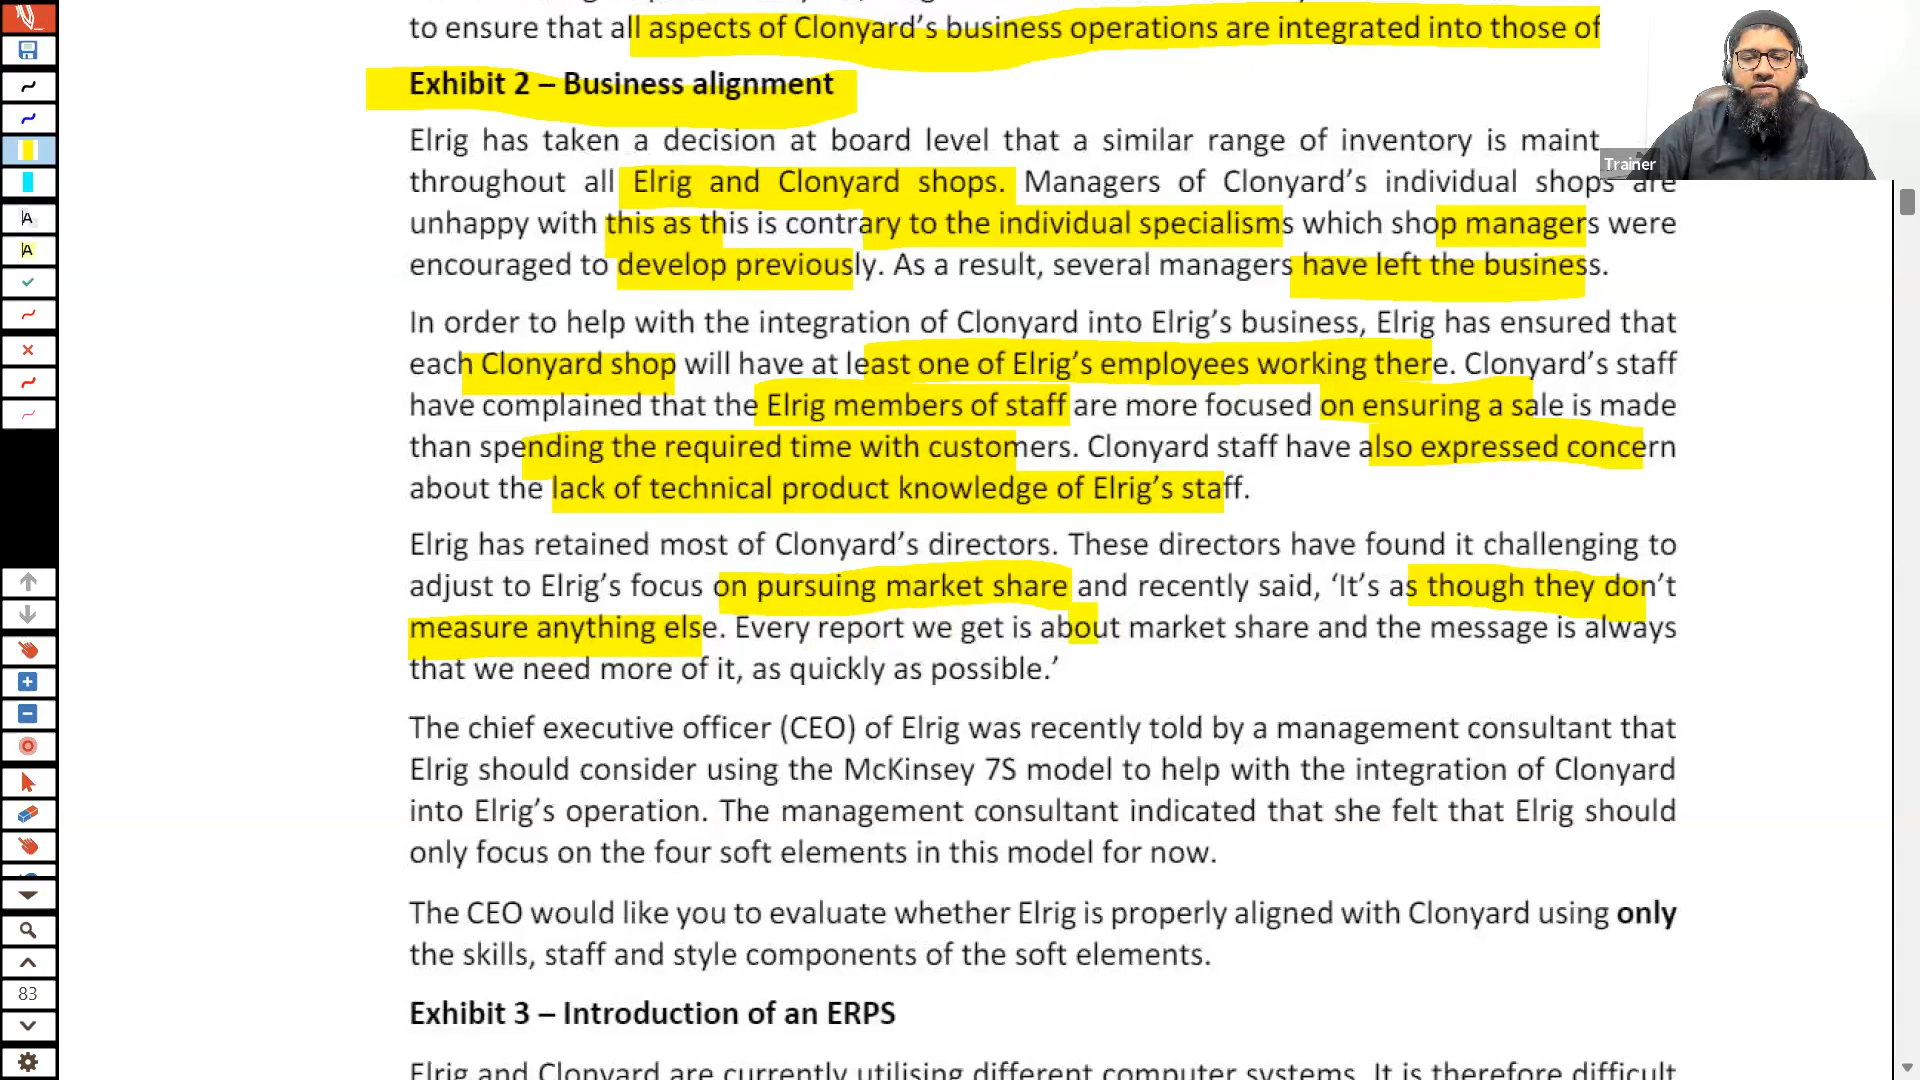 to ensure that all aspects of Clonyard's business operations are integrated into those of
Exhibit 2 – Business alignment
Elrig has taken a decision at board level that a similar range of inventory is maint
throughout all Elrig and Clonyard shops. Managers of Clonyard's individual shops are
unhappy with this as this is contrary to the individual specialisms which shop managers were
encouraged to develop previously. As a result, several managers have left the business.
In order to help with the integration of Clonyard into Elrig's business, Elrig has ensured that
each Clonyard shop will have at least one of Elrig's employees working there. Clonyard's staff
have complained that the Elrig members of staff are more focused on ensuring a sale is made
than spending the required time with customers. Clonyard staff have also expressed concern
about the lack of technical product knowledge of Elrig's staff.
Elrig has retained most of Clonyard's directors. These directors have found it challenging to
adjust to Elrig's focus on pursuing market share and recently said, 'It's as though they don't
measure anything else. Every report we get is about market share and the message is always
that we need more of it, as quickly as possible.'
The chief executive officer (CEO) of Elrig was recently told by a management consultant that
Elrig should consider using the McKinsey 7S model to help with the integration of Clonyard
into Elrig's operation. The management consultant indicated that she felt that Elrig should
only focus on the four soft elements in this model for now.
The CEO would like you to evaluate whether Elrig is properly aligned with Clonyard using only
the skills, staff and style components of the soft elements.
Exhibit 3 – Introduction of an ERPS
Elrig and Clonyard are currently utilising different computer systems. It is therefore difficult
Trainer
A
A
83